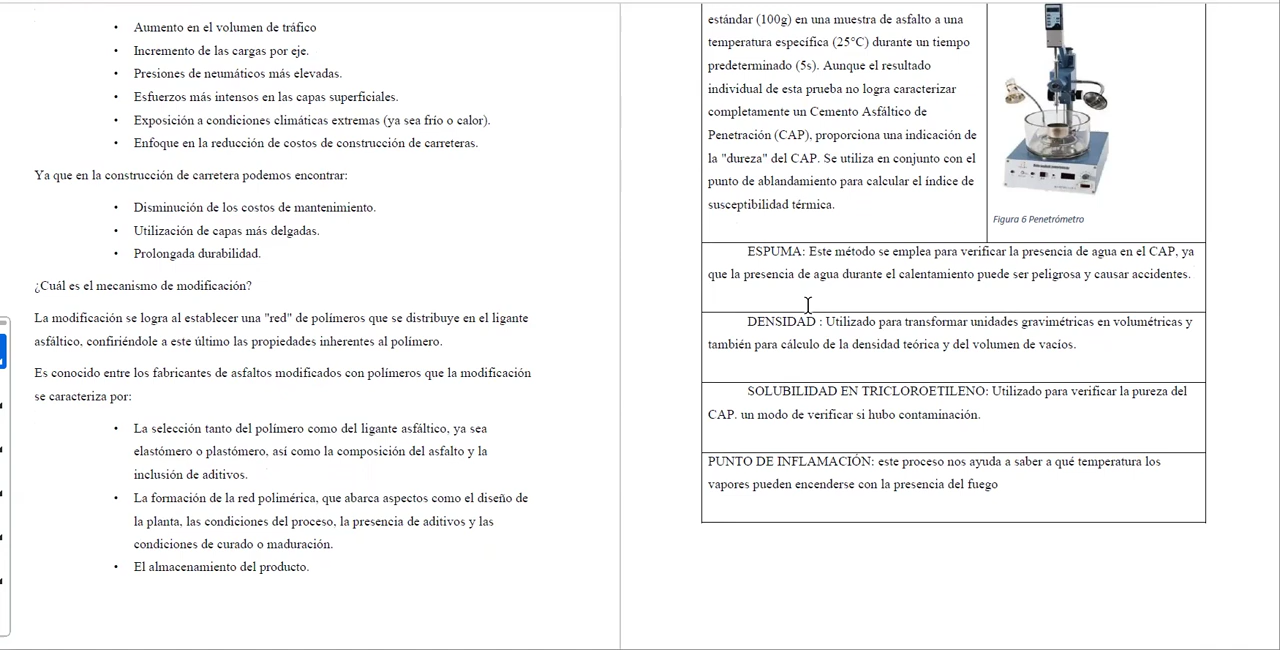 • Aumento en el volumen de tráfico
• Incremento de las cargas por eje.
• Presiones de neumáticos más elevadas.
• Esfuerzos más intensos en las capas superficiales.
• Exposición a condiciones climáticas extremas (ya sea frío o calor).
• Enfoque en la reducción de costos de construcción de carreteras.
Ya que en la construcción de carretera podemos encontrar:
• Disminución de los costos de mantenimiento.
• Utilización de capas más delgadas.
• Prolongada durabilidad.
¿Cuál es el mecanismo de modificación?
La modificación se logra al establecer una "red" de polímeros que se distribuye en el ligante
asfáltico, confiriéndole a este último las propiedades inherentes al polímero.
Es conocido entre los fabricantes de asfaltos modificados con polímeros que la modificación
se caracteriza por:
• La selección tanto del polímero como del ligante asfáltico, ya sea
elastómero o plastómero, así como la composición del asfalto y la
inclusión de aditivos.
• La formación de la red polimérica, que abarca aspectos como el diseño de
la planta, las condiciones del proceso, la presencia de aditivos y las
condiciones de curado o maduración.
• El almacenamiento del producto.
estándar (100g) en una muestra de asfalto a una
temperatura específica (25°C) durante un tiempo
predeterminado (5s). Aunque el resultado
individual de esta prueba no logra caracterizar
completamente un Cemento Asfáltico de
Penetración (CAP), proporciona una indicación de
la "dureza" del CAP. Se utiliza en conjunto con el
punto de ablandamiento para calcular el índice de
susceptibilidad térmica.
Figura 6 Penetrómetro
ESPUMA: Este método se emplea para verificar la presencia de agua en el CAP, ya
que la presencia de agua durante el calentamiento puede ser peligrosa y causar accidentes.
DENSIDAD : Utilizado para transformar unidades gravimétricas en volumétricas y
también para cálculo de la densidad teórica y del volumen de vacíos.
SOLUBILIDAD EN TRICLOROETILENO: Utilizado para verificar la pureza del
CAP. un modo de verificar si hubo contaminación.
PUNTO DE INFLAMACIÓN: este proceso nos ayuda a saber a qué temperatura los
vapores pueden encenderse con la presencia del fuego